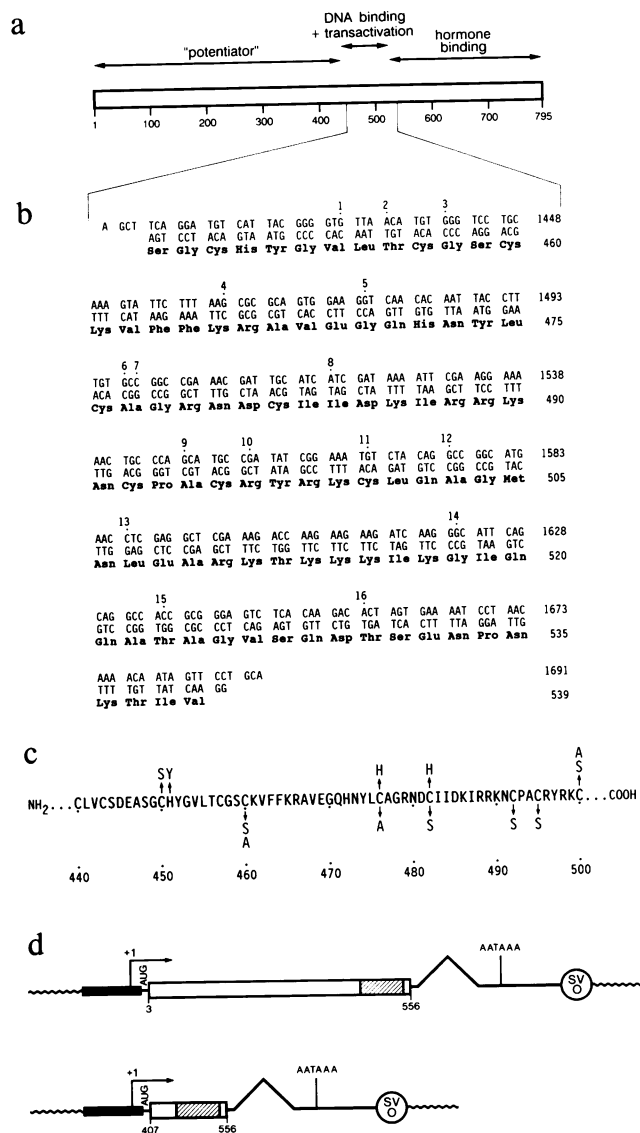 a
DNA binding
+ transactivation
"potentiator"
hormone
binding
1 100 200 300 400 500 600 700 795
b
1 2 3
A GCT TCA GGA TGT CAT TAC GGG GTG TTA ACA TGT GGG TCC TGC 1448
AGT CCT ACA GTA ATG CCC CAC AAT TGT ACA CCC AGG ACG
Ser Gly Cys His Tyr Gly Val Leu Thr Cys Gly Ser Cys 460
4 5
AAA GTA TTC TTT AAG CGC GCA GTG GAA GGT CAA CAC AAT TAC CTT 1493
TTT CAT AAG AAA TTC GCG CGT CAC CTT CCA GTT GTG TTA ATG GAA
Lys Val Phe Phe Lys Arg Ala Val Glu Gly Gln His Asn Tyr Leu 475
6 7 8
TGT GCC GGC CGA AAC GAT TGC ATC ATC GAT AAA ATT CGA AGG AAA 1538
ACA CGG CCG GCT TTG CTA ACG TAG TAG CTA TTT TAA GCT TCC TTT
Cys Ala Gly Arg Asn Asp Cys Ile Ile Asp Lys Ile Arg Arg Lys 490
9 10 11 12
AAC TGC CCA GCA TGC CGA TAT CGG AAA TGT CTA CAG GCC GGC ATG 1583
TTG ACG GGT CGT ACG GCT ATA GCC TTT ACA GAT GTC CGG CCG TAC
Asn Cys Pro Ala Cys Arg Tyr Arg Lys Cys Leu Gln Ala Gly Met 505
13 14
AAC CTC GAG GCT CGA AAG ACC AAG AAG AAG ATC AAG GGC ATT CAG 1628
TTG GAG CTC CGA GCT TTC TGG TTC TTC TTC TAG TTC CCG TAA GTC
Asn Leu Glu Ala Arg Lys Thr Lys Lys Lys Ile Lys Gly Ile Gln 520
15 16
CAG GCC ACC GCG GGA GTC TCA CAA GAC ACT AGT GAA AAT CCT AAC 1673
GTC CGG TGG CGC CCT CAG AGT GTT CTG TGA TCA CTT TTA GGA TTG
Gln Ala Thr Ala Gly Val Ser Gln Asp Thr Ser Glu Asn Pro Asn 535
AAA ACA ATA GTT CCT GCA 1691
TTT TGT TAT CAA GG
Lys Thr Ile Val 539
c
A
SY H H S
NH2...CLVCSDEASGCHYGVLTCGSCKVFFKRAVEGQHNYLCAGRNDCIIDKIRRKNCPACRYRKC...COOH
S A S S S
A
440 450 460 470 480 490 500
d
+1
AUG
AATAAA
SV
O
3 556
+1
AUG
AATAAA
SV
O
407 556